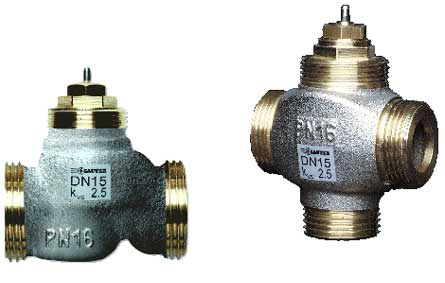 SAUTER
DN15
kvs 2.5
PN16
PN16
SAUTER
DN15
kvs 2.5